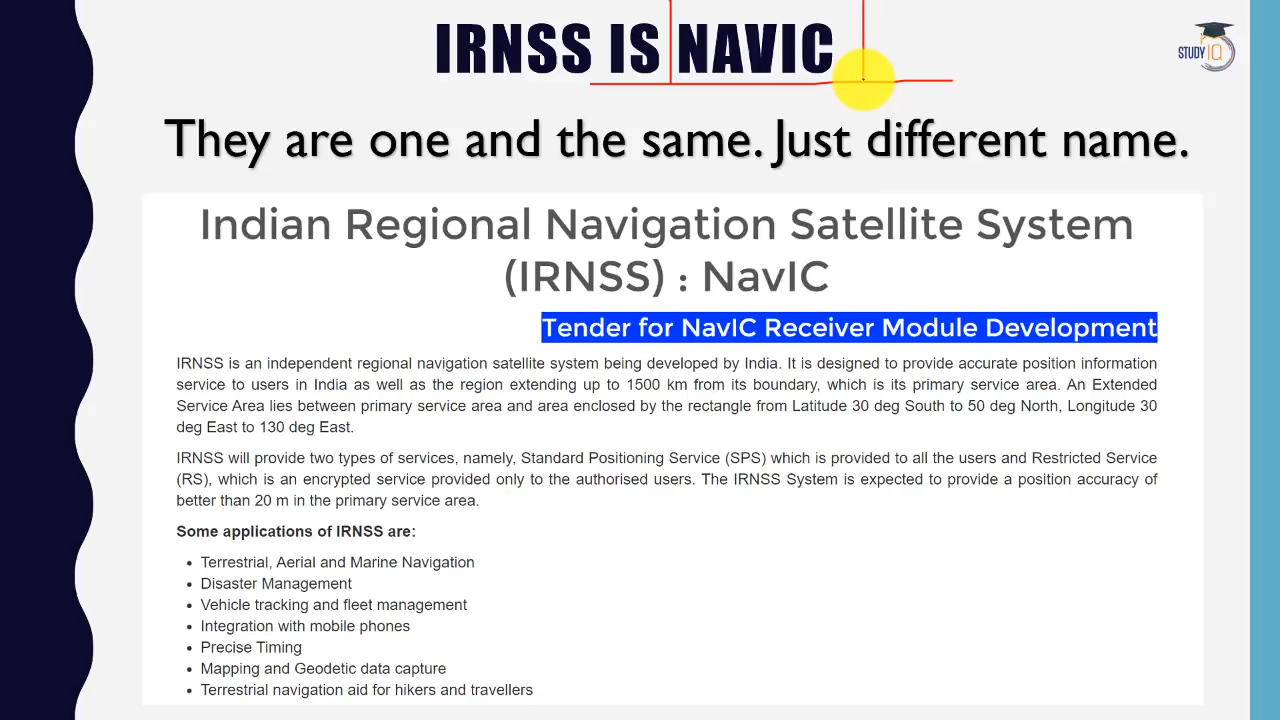 IRNSS IS NAVIC
STUDY IQ
They are one and the same. Just different name.
Indian Regional Navigation Satellite System
(IRNSS) : NavIC
Tender for NavIC Receiver Module Development
IRNSS is an independent regional navigation satellite system being developed by India. It is designed to provide accurate position information
service to users in India as well as the region extending up to 1500 km from its boundary, which is its primary service area. An Extended
Service Area lies between primary service area and area enclosed by the rectangle from Latitude 30 deg South to 50 deg North, Longitude 30
deg East to 130 deg East.
IRNSS will provide two types of services, namely, Standard Positioning Service (SPS) which is provided to all the users and Restricted Service
(RS), which is an encrypted service provided only to the authorised users. The IRNSS System is expected to provide a position accuracy of
better than 20 m in the primary service area.
Some applications of IRNSS are:
• Terrestrial, Aerial and Marine Navigation
• Disaster Management
• Vehicle tracking and fleet management
• Integration with mobile phones
• Precise Timing
• Mapping and Geodetic data capture
• Terrestrial navigation aid for hikers and travellers